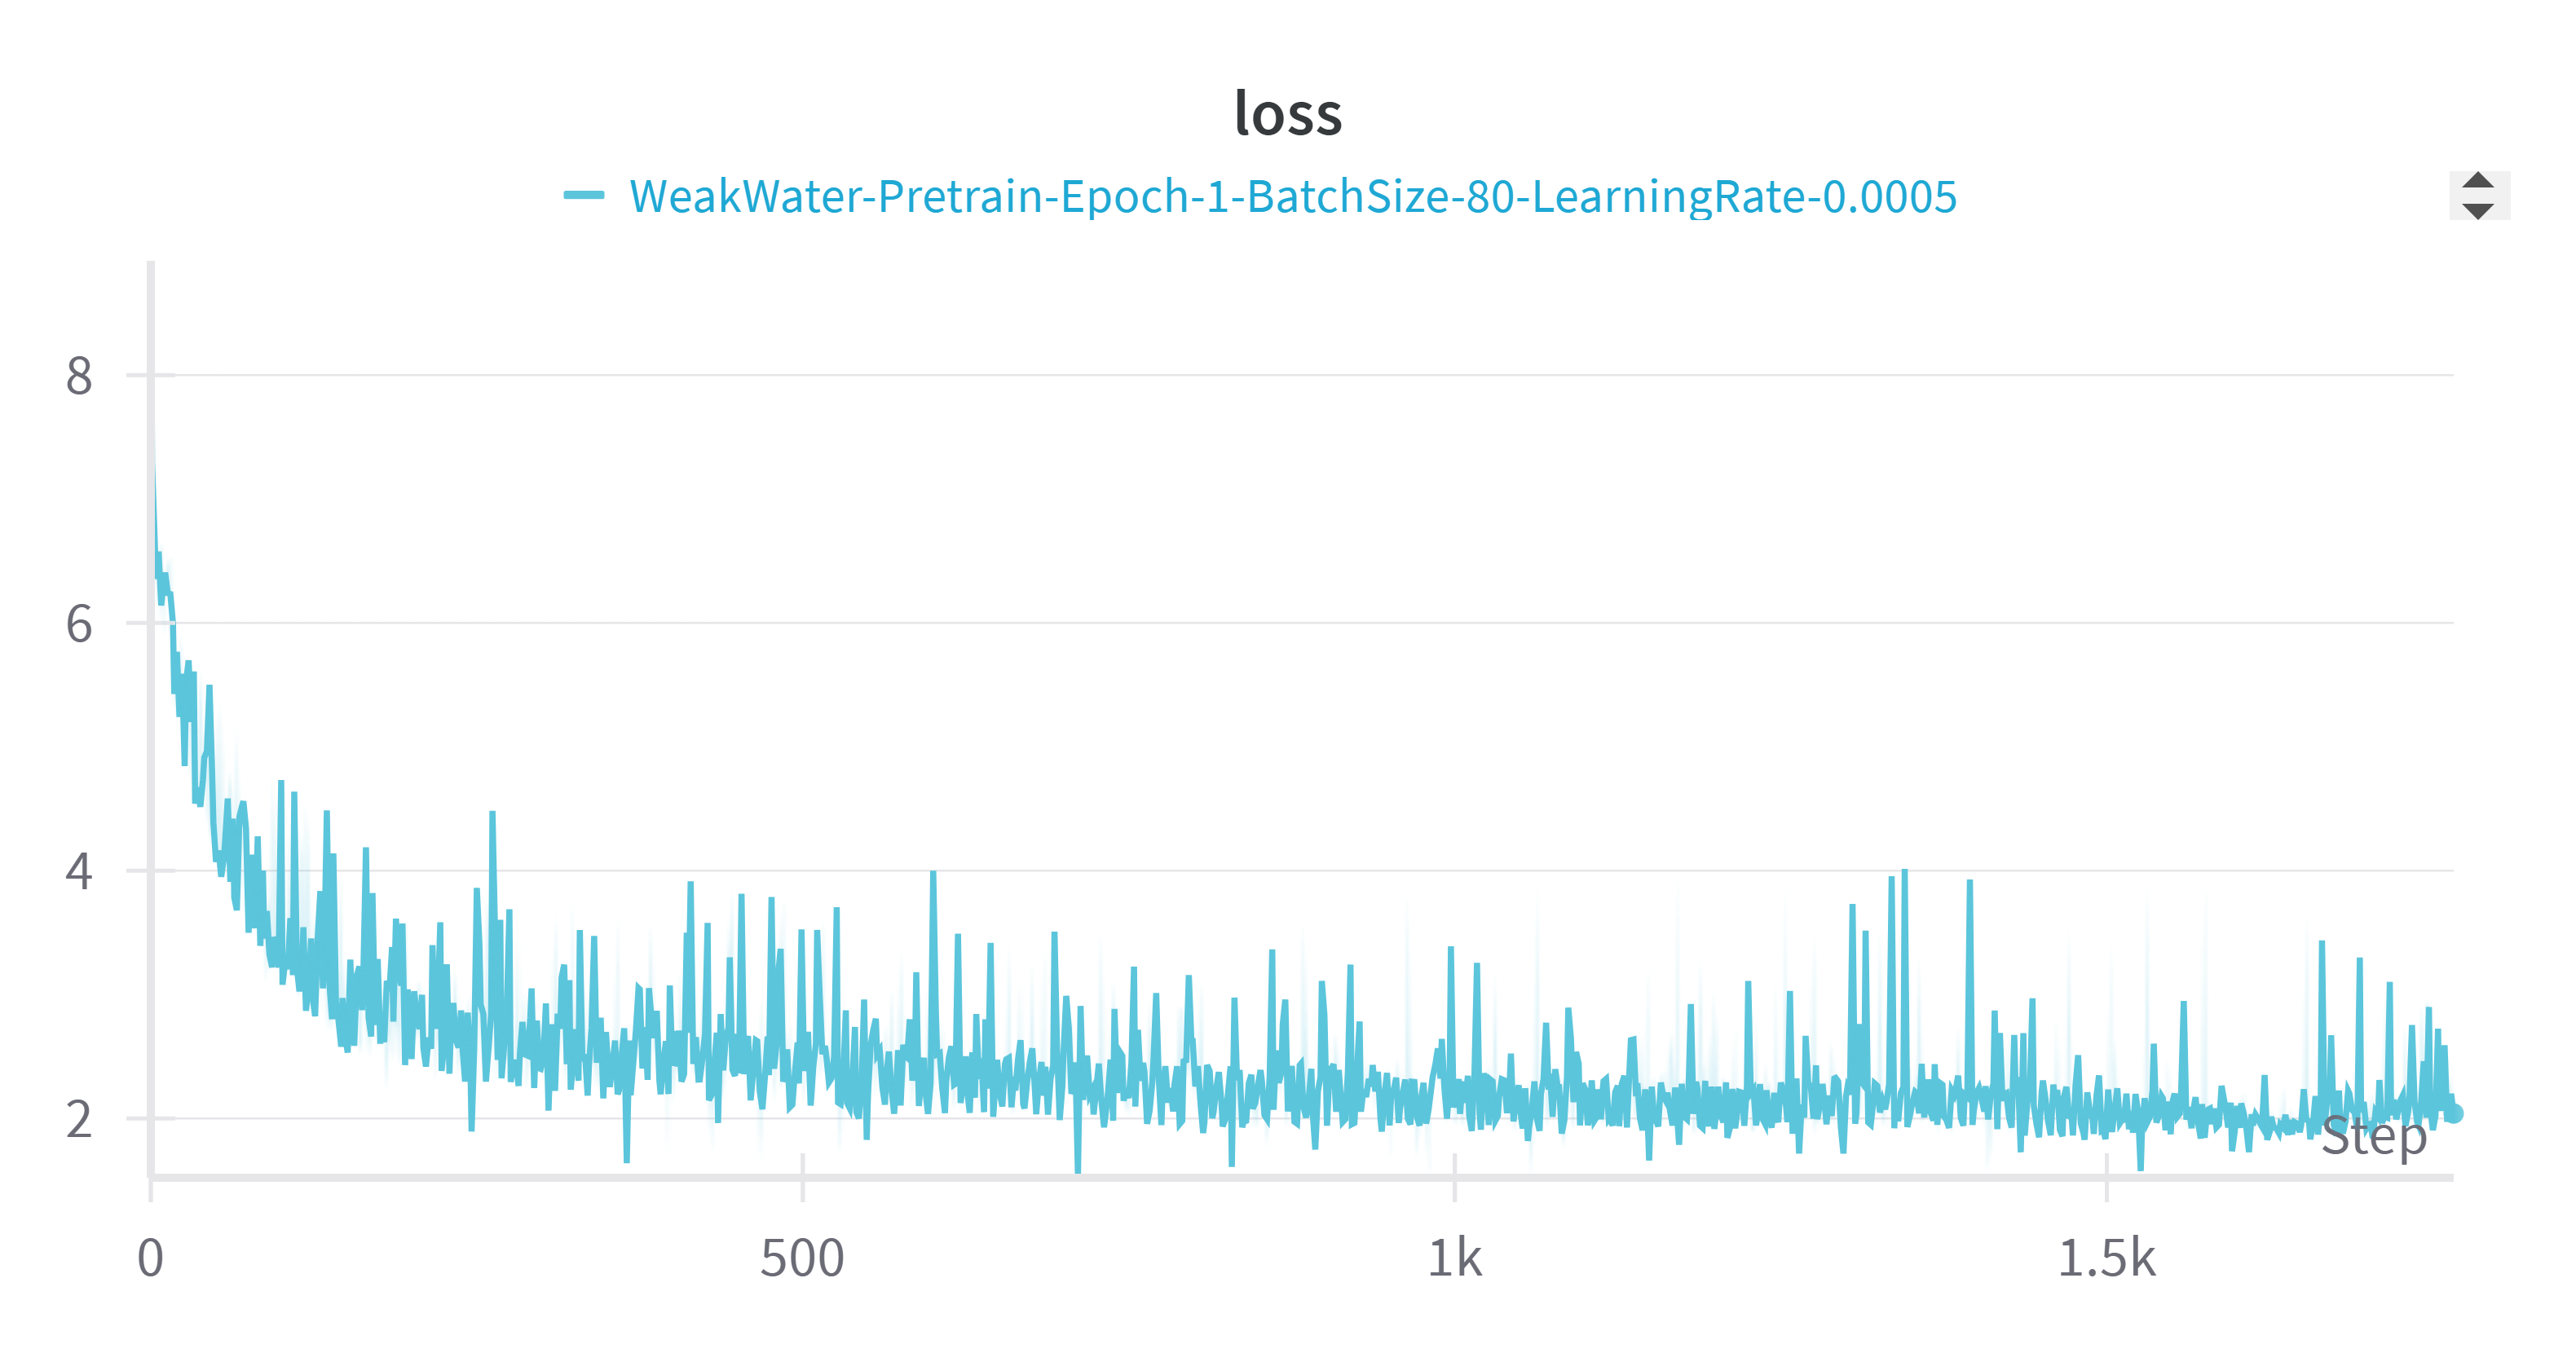 loss
WeakWater-Pretrain-Epoch-1-BatchSize-80-LearningRate-0.0005
8
6
4
2
Step
0 500 1k 1.5k